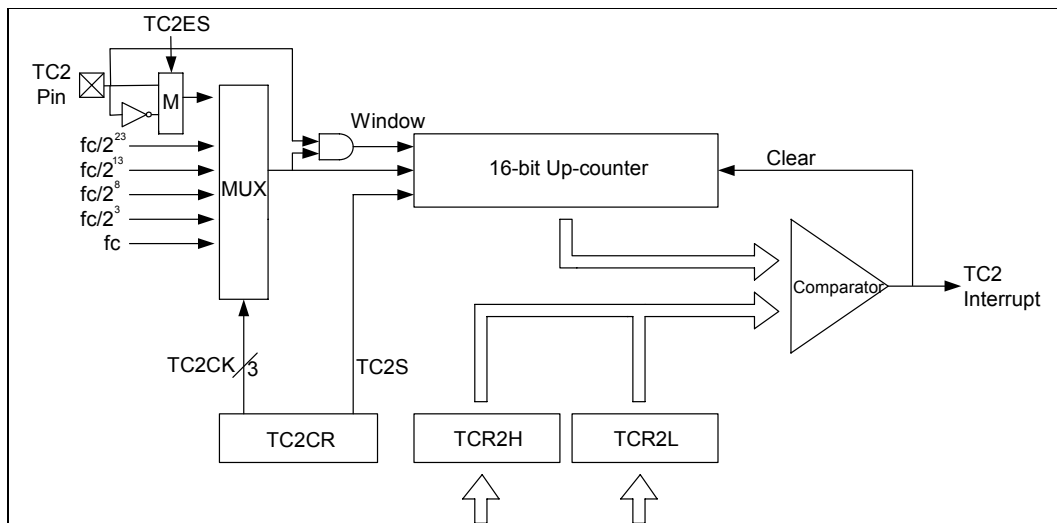 TC2ES
TC2
Pin
M
Window
fc/2^23
fc/2^13
fc/2^8
fc/2^3
fc
MUX
16-bit Up-counter
Clear
Comparator
TC2
Interrupt
TC2CK
3
TC2S
TC2CR
TCR2H
TCR2L